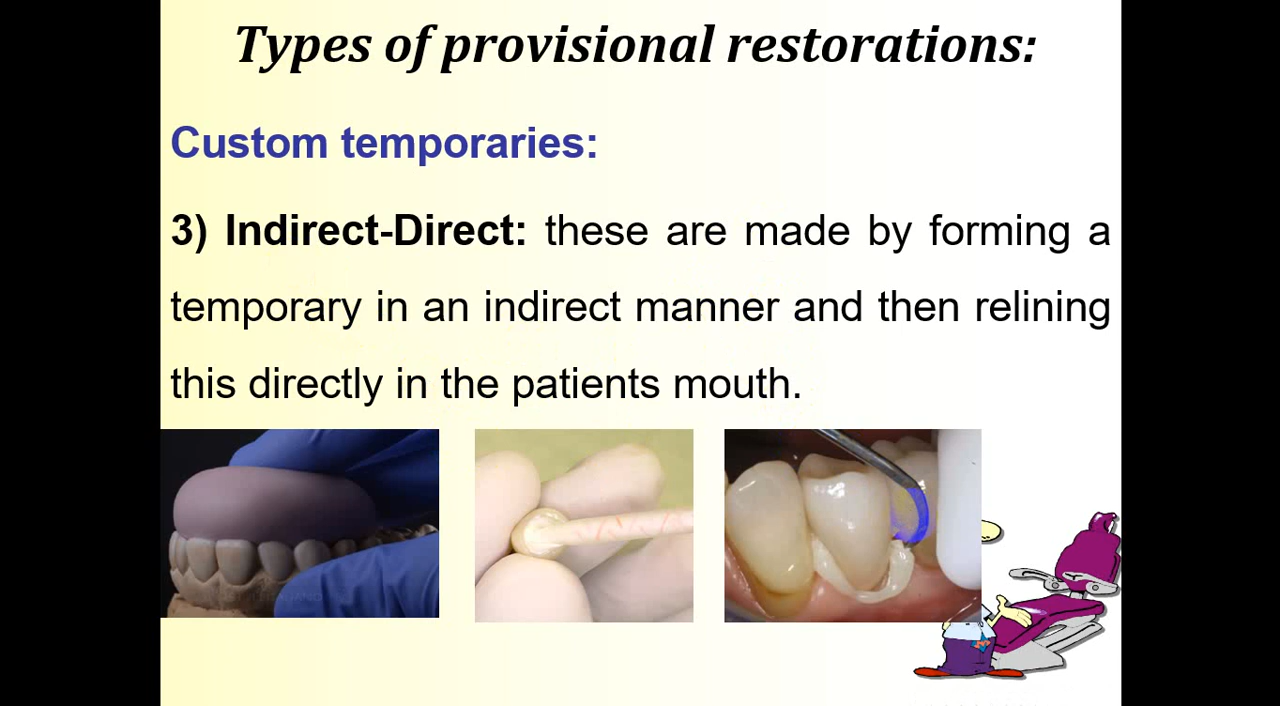 Types of provisional restorations:
Custom temporaries:
3) Indirect-Direct: these are made by forming a
temporary in an indirect manner and then relining
this directly in the patients mouth.